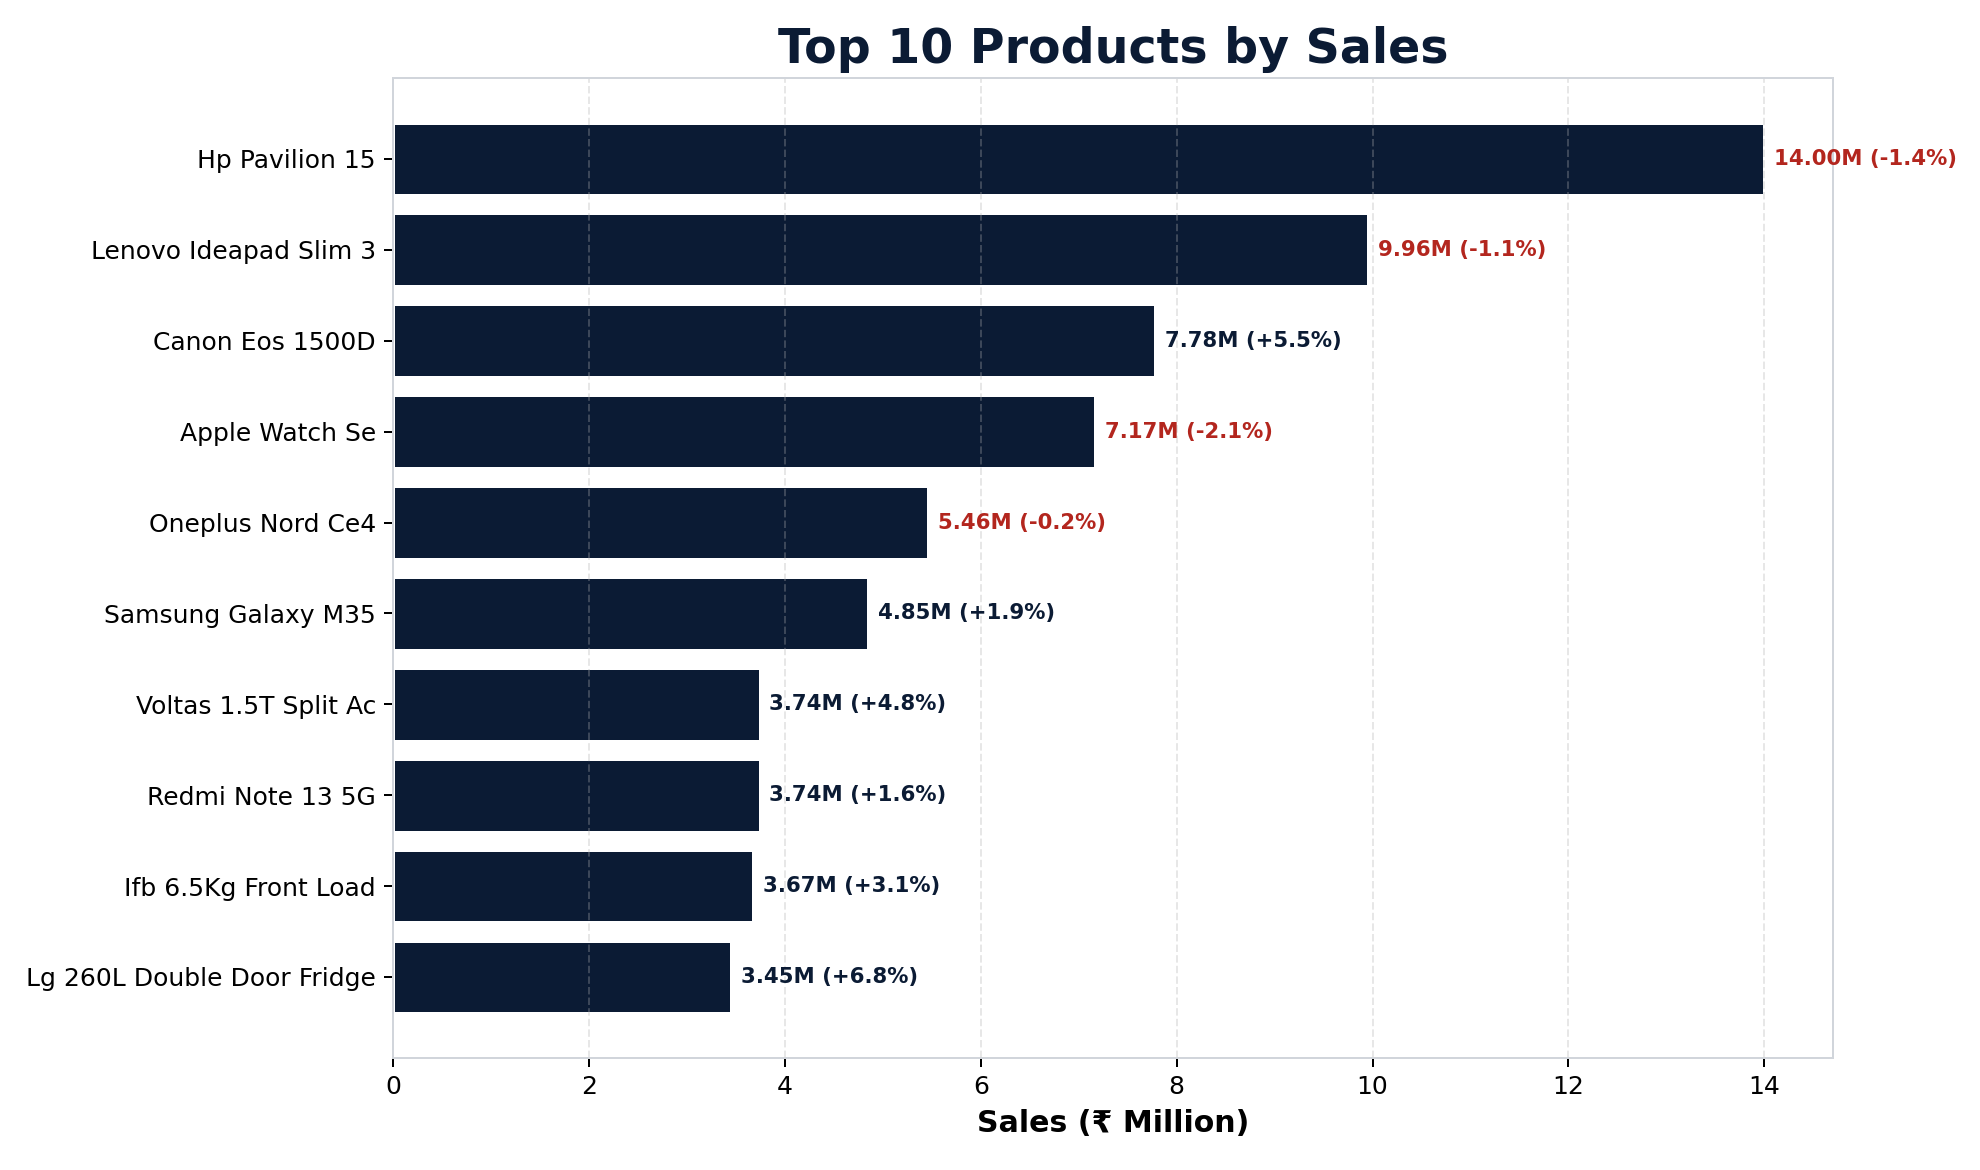 Top 10 Products by Sales
Hp Pavilion 15 14.00M (-1.4%)
Lenovo Ideapad Slim 3 9.96M (-1.1%)
Canon Eos 1500D 7.78M (+5.5%)
Apple Watch Se 7.17M (-2.1%)
Oneplus Nord Ce4 5.46M (-0.2%)
Samsung Galaxy M35 4.85M (+1.9%)
Voltas 1.5T Split Ac 3.74M (+4.8%)
Redmi Note 13 5G 3.74M (+1.6%)
Ifb 6.5Kg Front Load 3.67M (+3.1%)
Lg 260L Double Door Fridge 3.45M (+6.8%)
0 2 4 6 8 10 12 14
Sales (₹ Million)